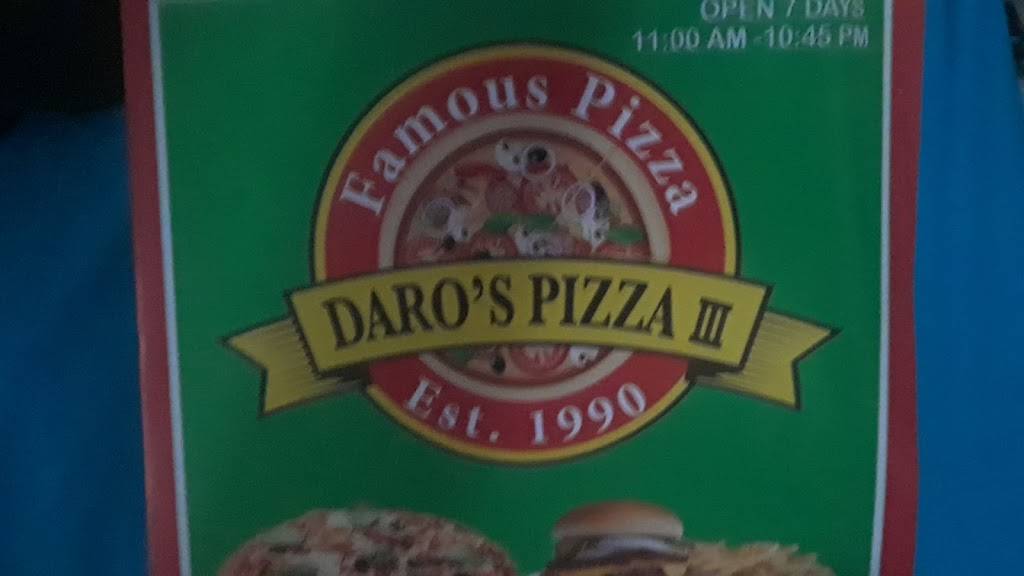 OPEN 7 DAYS
11:00 AM -10:45 PM
Famous Pizza
DARO'S PIZZA III
Est. 1990